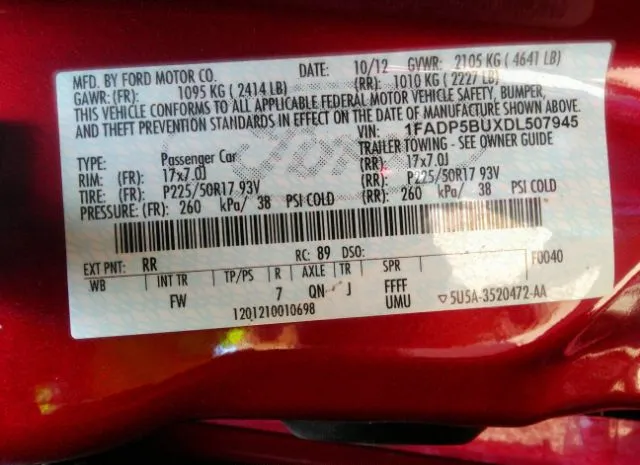 MFD. BY FORD MOTOR CO.
DATE: 10/12 GVWR: 2105 KG ( 4641 LB)
GAWR: (FR): 1095 KG ( 2414 LB) (RR): 1010 KG ( 2227 LB)
THIS VEHICLE CONFORMS TO ALL APPLICABLE FEDERAL MOTOR VEHICLE SAFETY, BUMPER,
AND THEFT PREVENTION STANDARDS IN EFFECT ON THE DATE OF MANUFACTURE SHOWN ABOVE.
VIN: 1FADP5BUXDL507945
TYPE: Passenger Car TRAILER TOWING - SEE OWNER GUIDE
RIM: (FR): 17x7.0J (RR): 17x7.0J
TIRE: (FR): P225/50R17 93V (RR): P225/50R17 93V
PRESSURE: (FR): 260 kPa/ 38 PSI COLD (RR): 260 kPa/ 38 PSI COLD
EXT PNT: RR RC: 89 DSO: F0040
WB INT TR TP/PS R AXLE TR SPR
FW 7 QN J FFFF
UMU
1201210010698 5U5A-3520472-AA